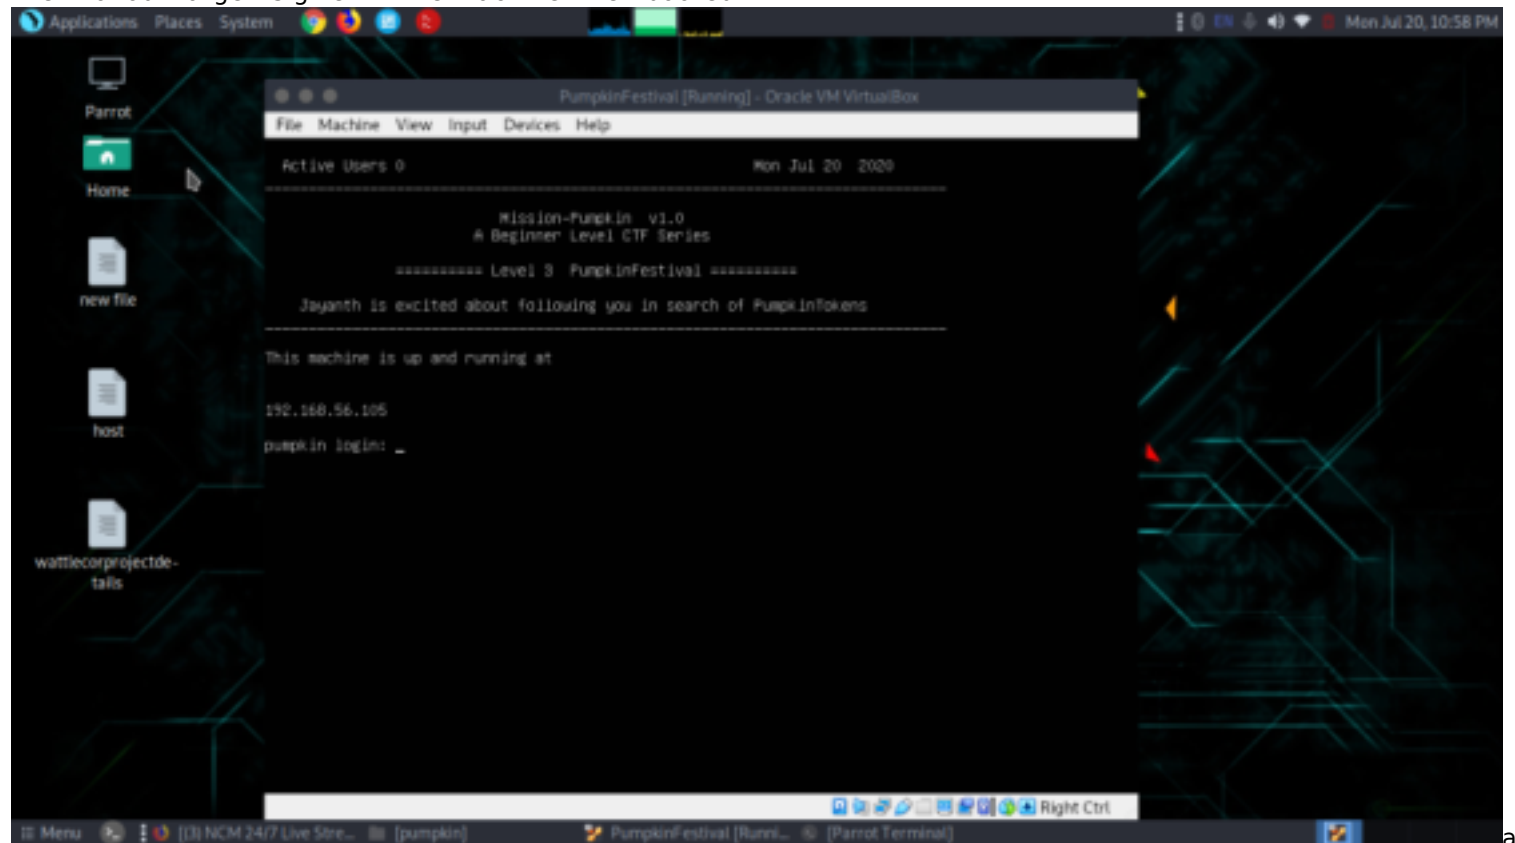 Applications Places System
EN
Mon Jul 20, 10:58 PM
Parrot
Home
new file
host
wattlecorprojectde-
tails
PumpkinFestival [Running] - Oracle VM VirtualBox
File Machine View Input Devices Help
Active Users 0 Mon Jul 20 2020
Mission-Pumpkin v1.0
A Beginner Level CTF Series
========== Level 3 PumpkinFestival ==========
Jayanth is excited about following you in search of PumpkinTokens
This machine is up and running at
192.168.56.105
pumpkin login: _
Right Ctrl
Menu
[(3) NCM 24/7 Live Stre...
[pumpkin]
PumpkinFestival [Runni...
[Parrot Terminal]
a